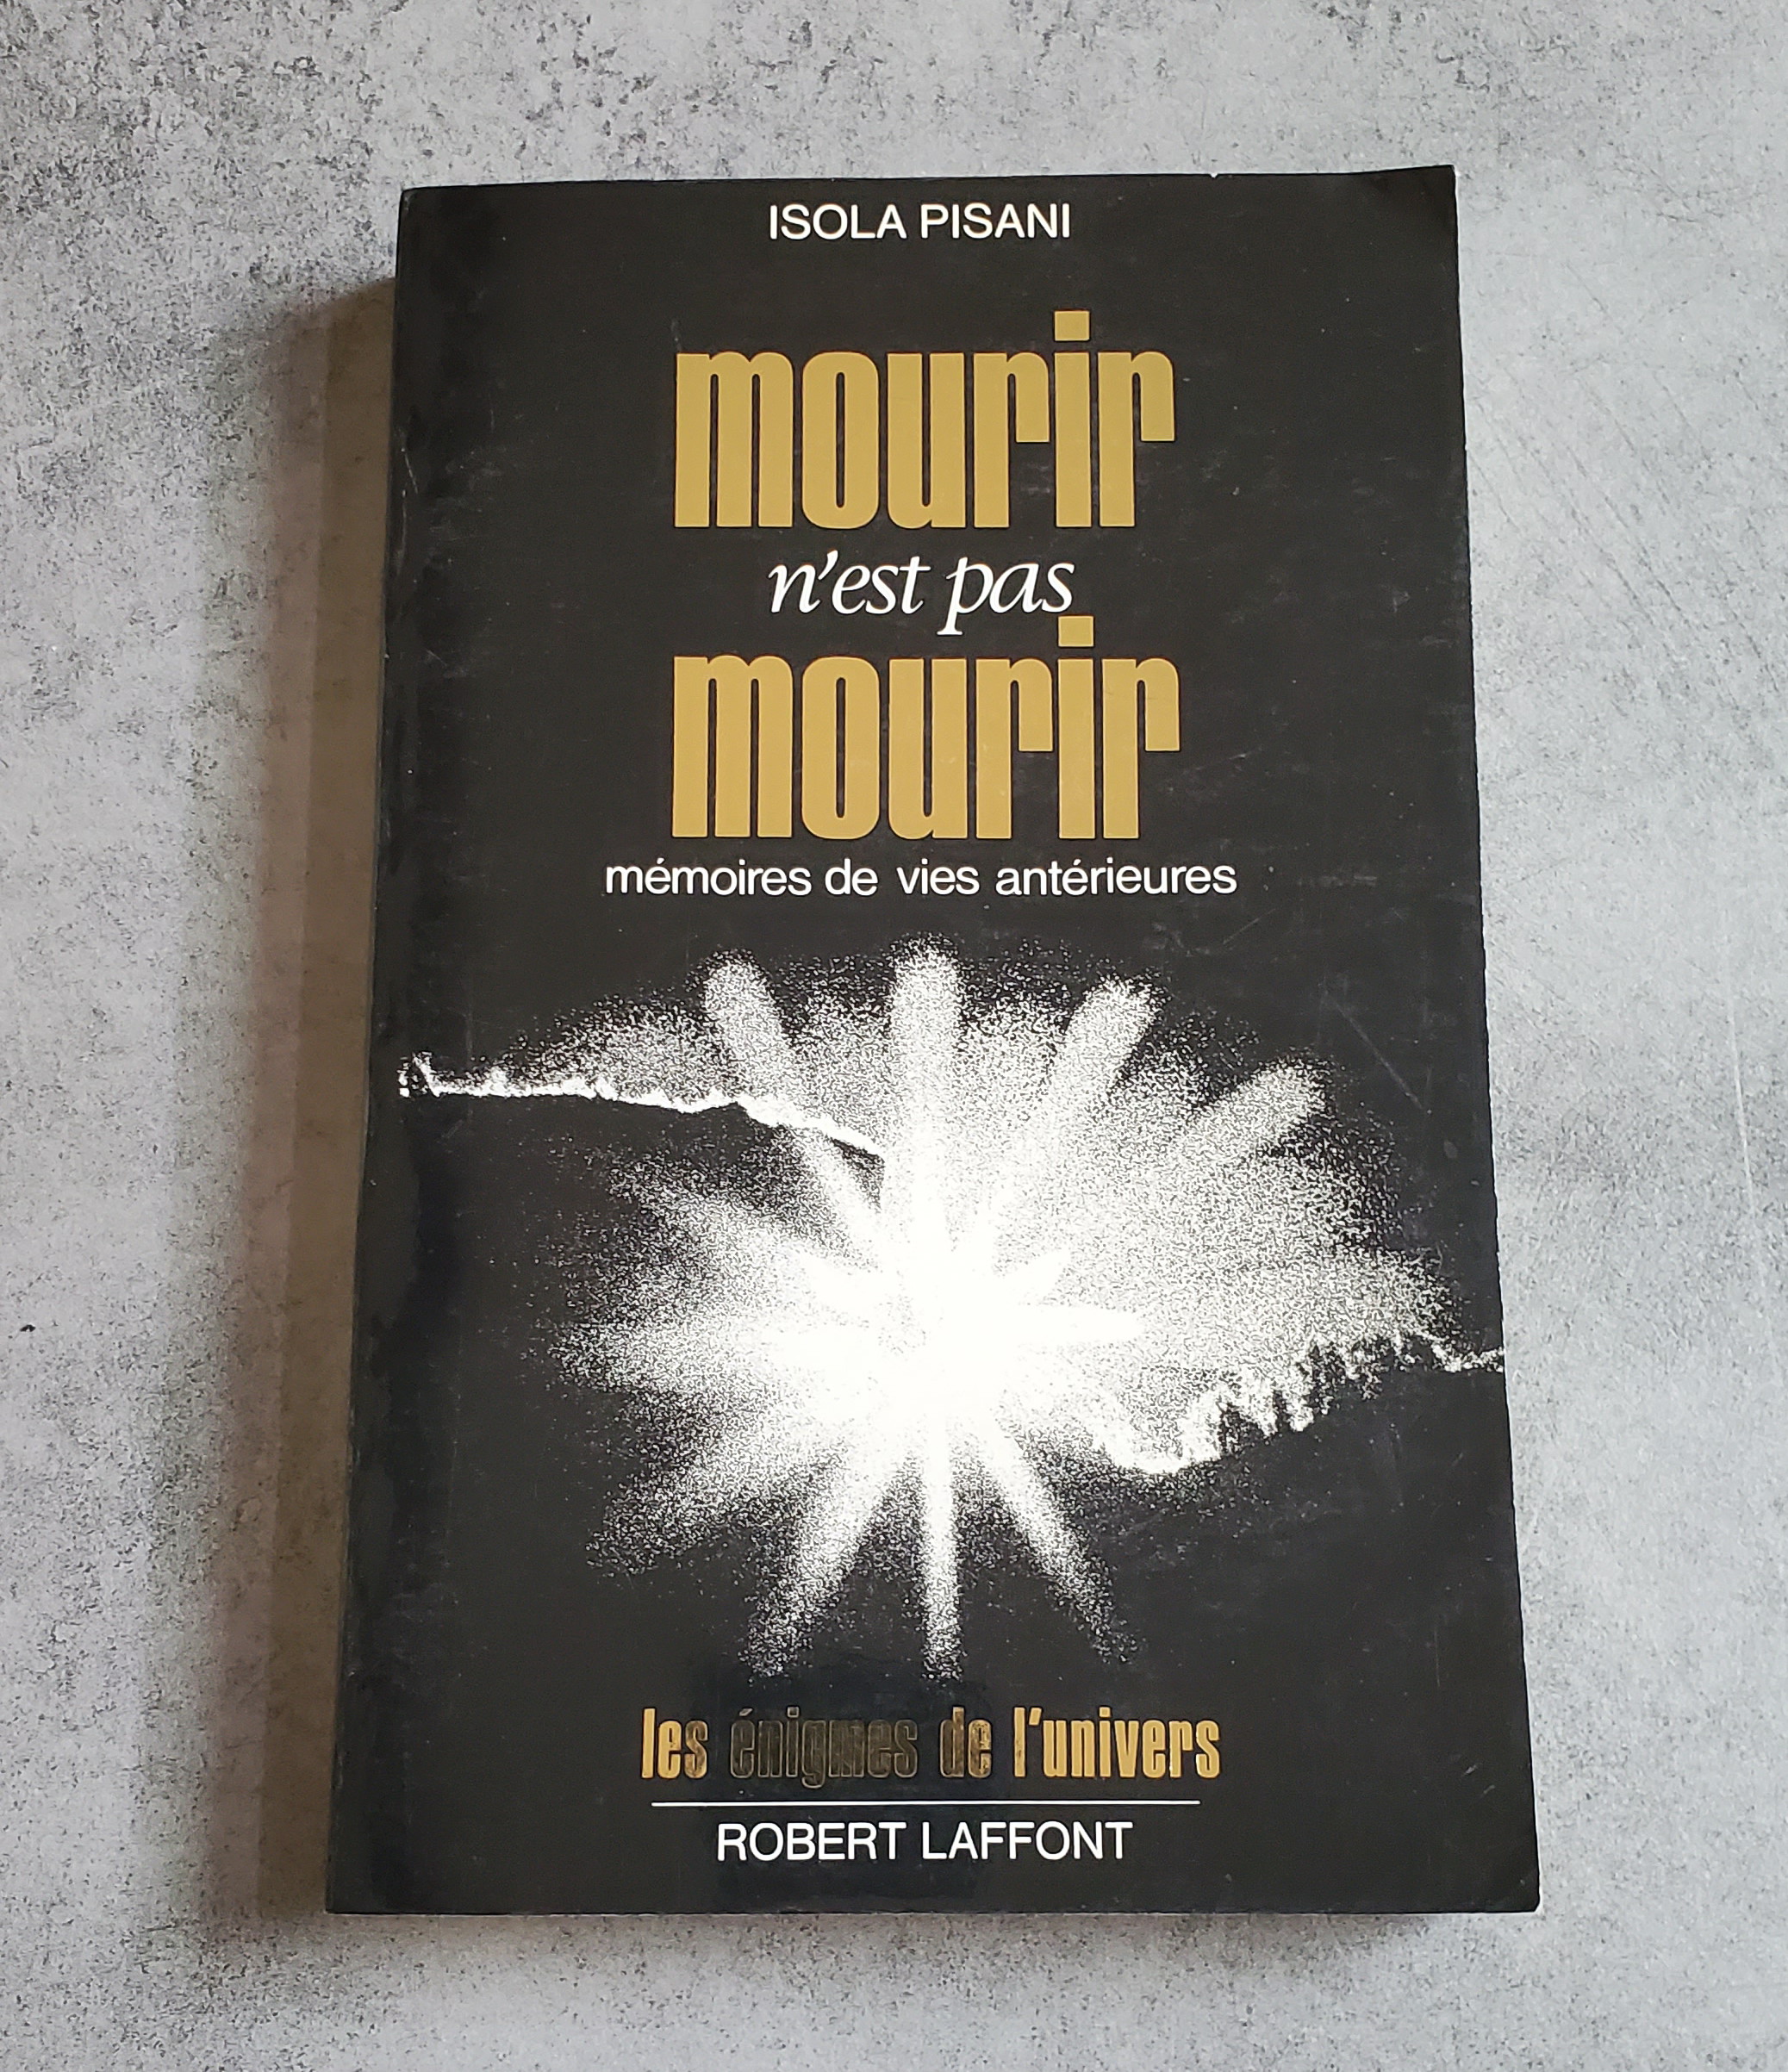 ISOLA PISANI
mourir
n'est pas
mourir
mémoires de vies antérieures
les énigmes de l'univers
ROBERT LAFFONT